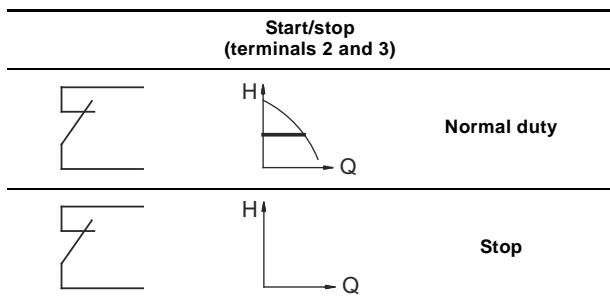 Start/stop
(terminals 2 and 3)
H
Q
Normal duty
H
Q
Stop